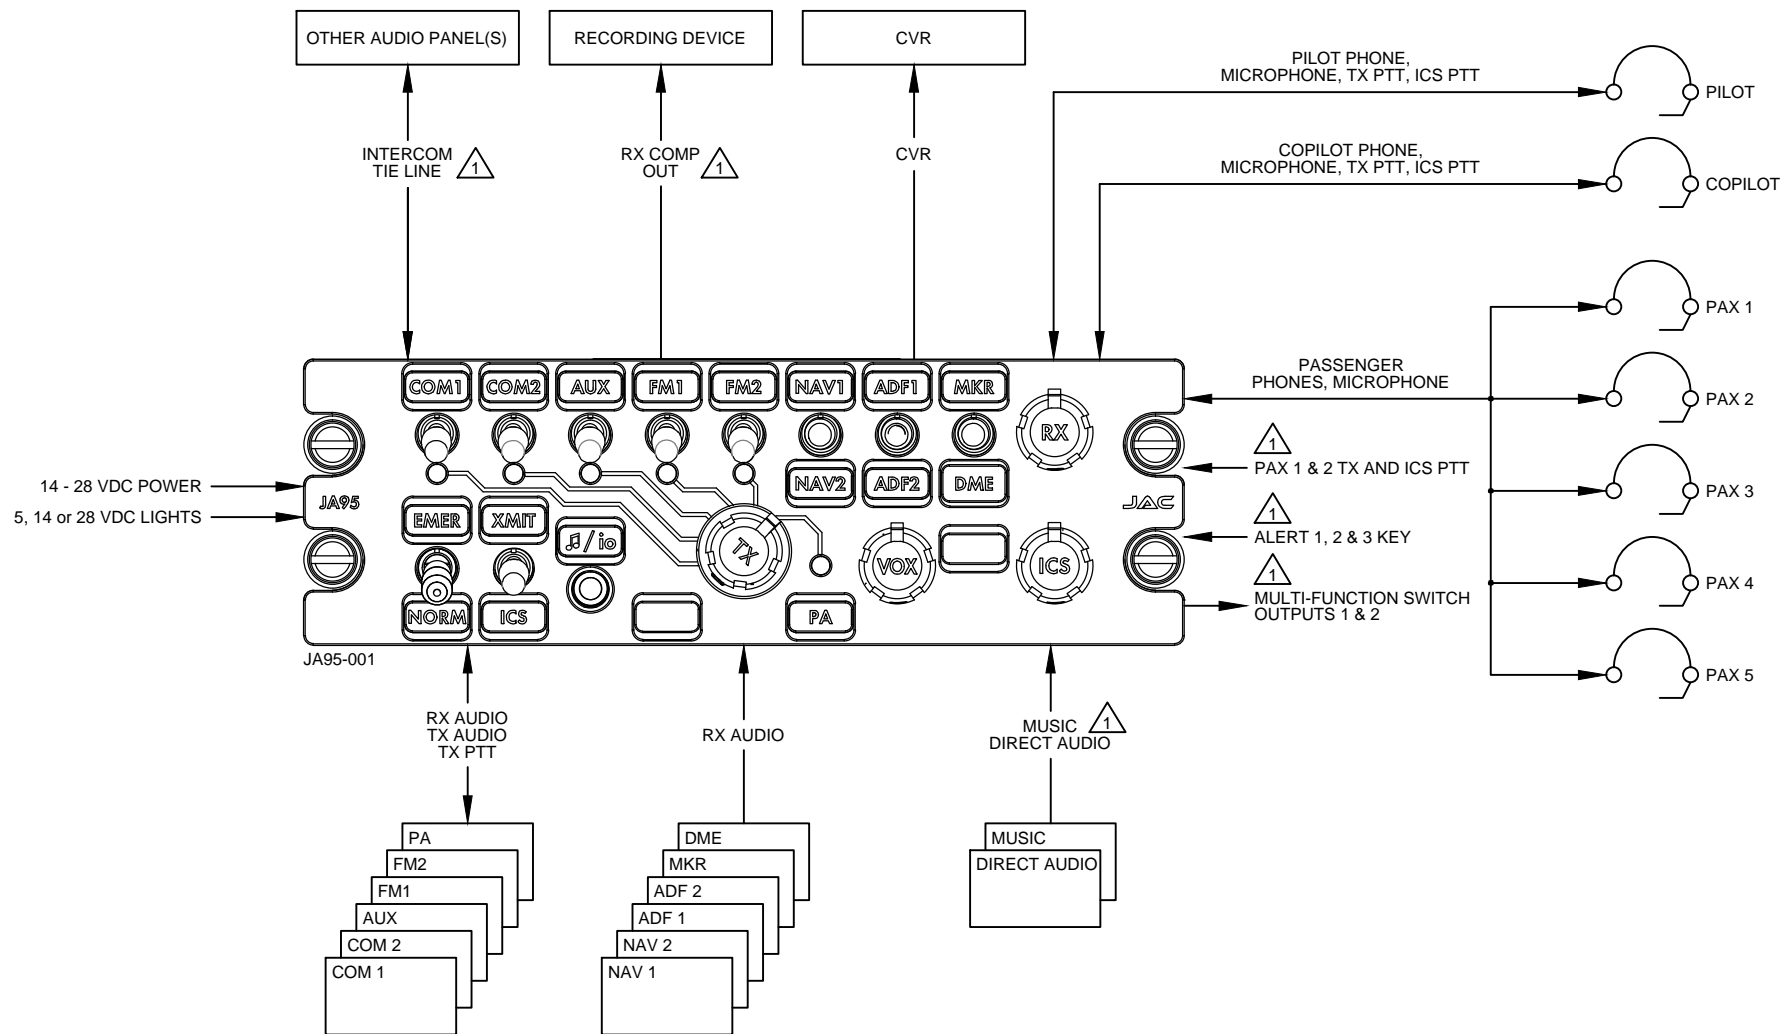 OTHER AUDIO PANEL(S)
RECORDING DEVICE
CVR
PILOT PHONE,
MICROPHONE, TX PTT, ICS PTT
PILOT
INTERCOM
TIE LINE
1
RX COMP
OUT
1
CVR
COPILOT PHONE,
MICROPHONE, TX PTT, ICS PTT
COPILOT
PAX 1
PASSENGER
PHONES, MICROPHONE
PAX 2
PAX 3
PAX 4
PAX 5
COM1
COM2
AUX
FM1
FM2
NAV1
ADF1
MKR
RX
NAV2
ADF2
DME
14 - 28 VDC POWER
5, 14 or 28 VDC LIGHTS
JA95
EMER
XMIT
♫/io
TX
VOX
ICS
JAC
NORM
ICS
PA
1
PAX 1 & 2 TX AND ICS PTT
1
ALERT 1, 2 & 3 KEY
1
MULTI-FUNCTION SWITCH
OUTPUTS 1 & 2
JA95-001
RX AUDIO
TX AUDIO
TX PTT
RX AUDIO
MUSIC
DIRECT AUDIO
1
PA
FM2
FM1
AUX
COM 2
COM 1
DME
MKR
ADF 2
ADF 1
NAV 2
NAV 1
MUSIC
DIRECT AUDIO